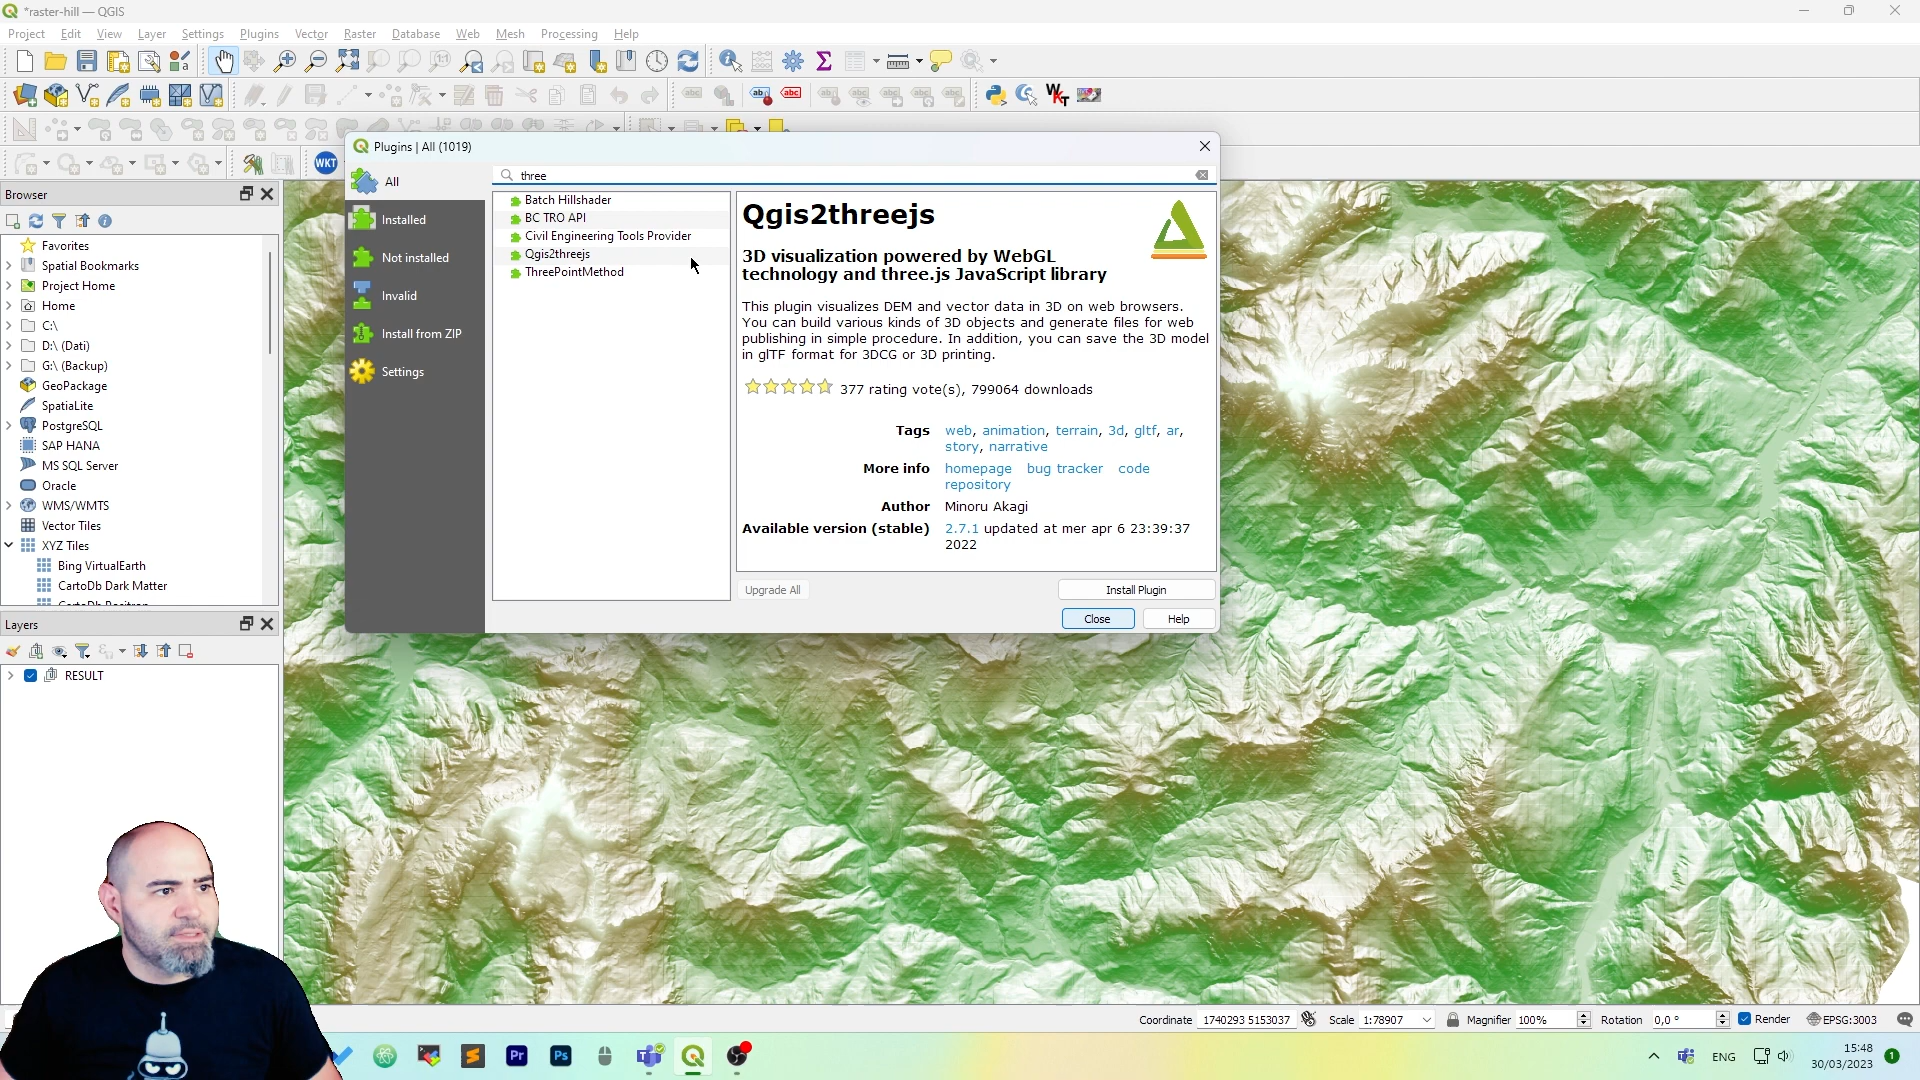 *raster-hill — QGIS
Project Edit View Layer Settings Plugins Vector Raster Database Web Mesh Processing Help
Plugins | All (1019)
three
All
Installed
Not installed
Invalid
Install from ZIP
Settings
Batch Hillshader
BC TRO API
Civil Engineering Tools Provider
Qgis2threejs
ThreePointMethod
Qgis2threejs
3D visualization powered by WebGL
technology and three.js JavaScript library
This plugin visualizes DEM and vector data in 3D on web browsers.
You can build various kinds of 3D objects and generate files for web
publishing in simple procedure. In addition, you can save the 3D model
in glTF format for 3DCG or 3D printing.
377 rating vote(s), 799064 downloads
Tags web, animation, terrain, 3d, gltf, ar,
story, narrative
More info homepage bug tracker code
repository
Author Minoru Akagi
Available version (stable) 2.7.1 updated at mer apr 6 23:39:37
2022
Upgrade All
Install Plugin
Close
Help
Browser
Favorites
Spatial Bookmarks
Project Home
Home
C:\
D:\ (Dati)
G:\ (Backup)
GeoPackage
SpatiaLite
PostgreSQL
SAP HANA
MS SQL Server
Oracle
WMS/WMTS
Vector Tiles
XYZ Tiles
Bing VirtualEarth
CartoDb Dark Matter
Layers
RESULT
Coordinate 1740293 5153037 Scale 1:78907 Magnifier 100% Rotation 0,0 ° Render EPSG:3003
Pr
Ps
ENG
15:48
30/03/2023
1